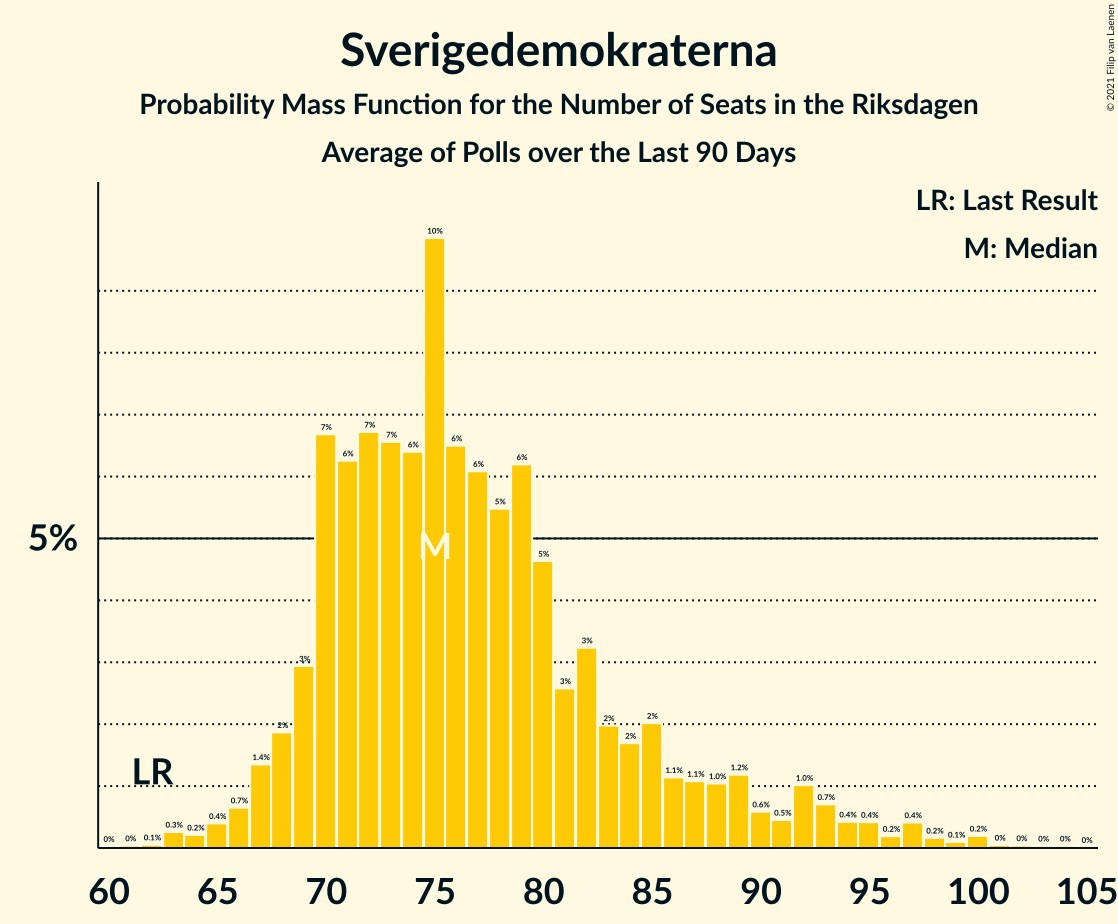 © 2021 Filip van Laenen
Sverigedemokraterna
Probability Mass Function for the Number of Seats in the Riksdagen
Average of Polls over the Last 90 Days
LR: Last Result
M: Median
5%
LR
M
0% 0% 0.1% 0.3% 0.2% 0.4% 0.7% 1.4% 2% 3% 7% 6% 7% 7% 6% 10% 6% 6% 5% 6% 5% 3% 3% 2% 2% 2% 1.1% 1.1% 1.0% 1.2% 0.6% 0.5% 1.0% 0.7% 0.4% 0.4% 0.2% 0.4% 0.2% 0.1% 0.2% 0% 0% 0% 0% 0%
60 65 70 75 80 85 90 95 100 105